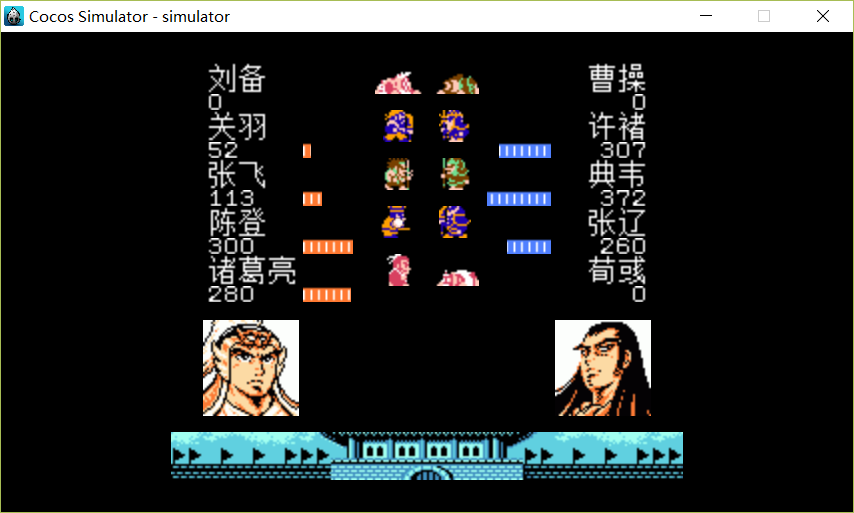 Cocos Simulator - simulator
刘备 曹操
0 0
关羽 许褚
52 307
张飞 典韦
113 372
陈登 张辽
300 260
诸葛亮 荀彧
280 0